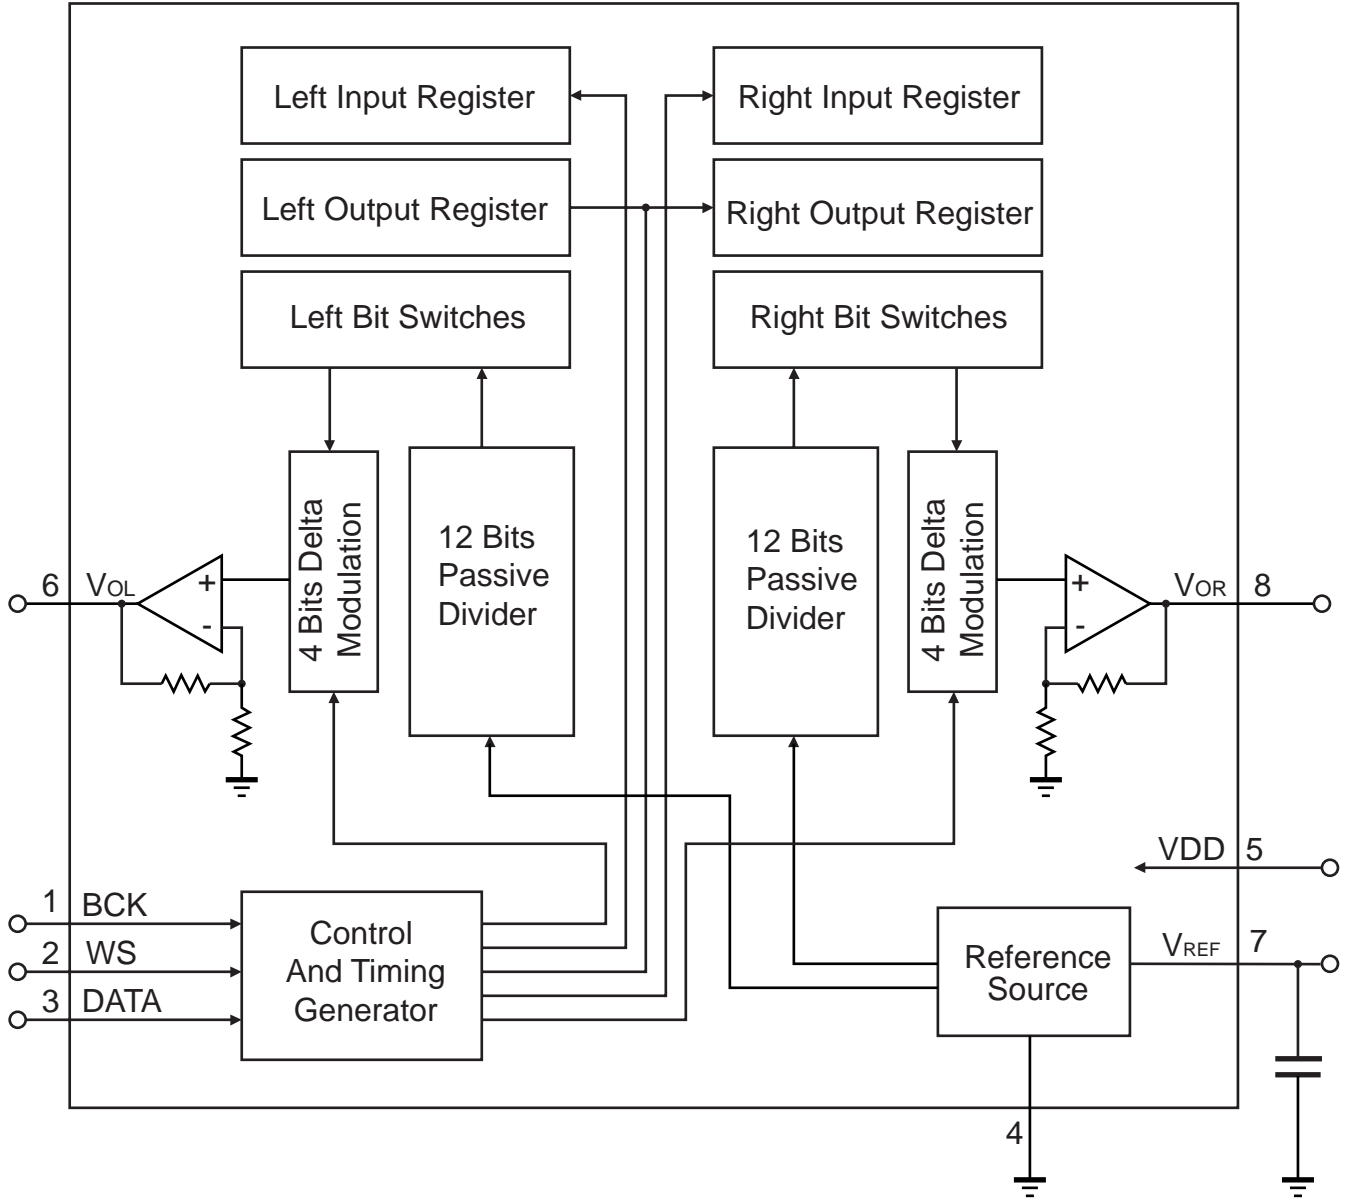 Left Input Register
Right Input Register
Left Output Register
Right Output Register
Left Bit Switches
Right Bit Switches
4 Bits Delta
Modulation
12 Bits
Passive
Divider
12 Bits
Passive
Divider
4 Bits Delta
Modulation
6 VOL
+
-
+
-
VOR 8
VDD 5
1 BCK
2 WS
3 DATA
Control
And Timing
Generator
Reference
Source
VREF 7
4